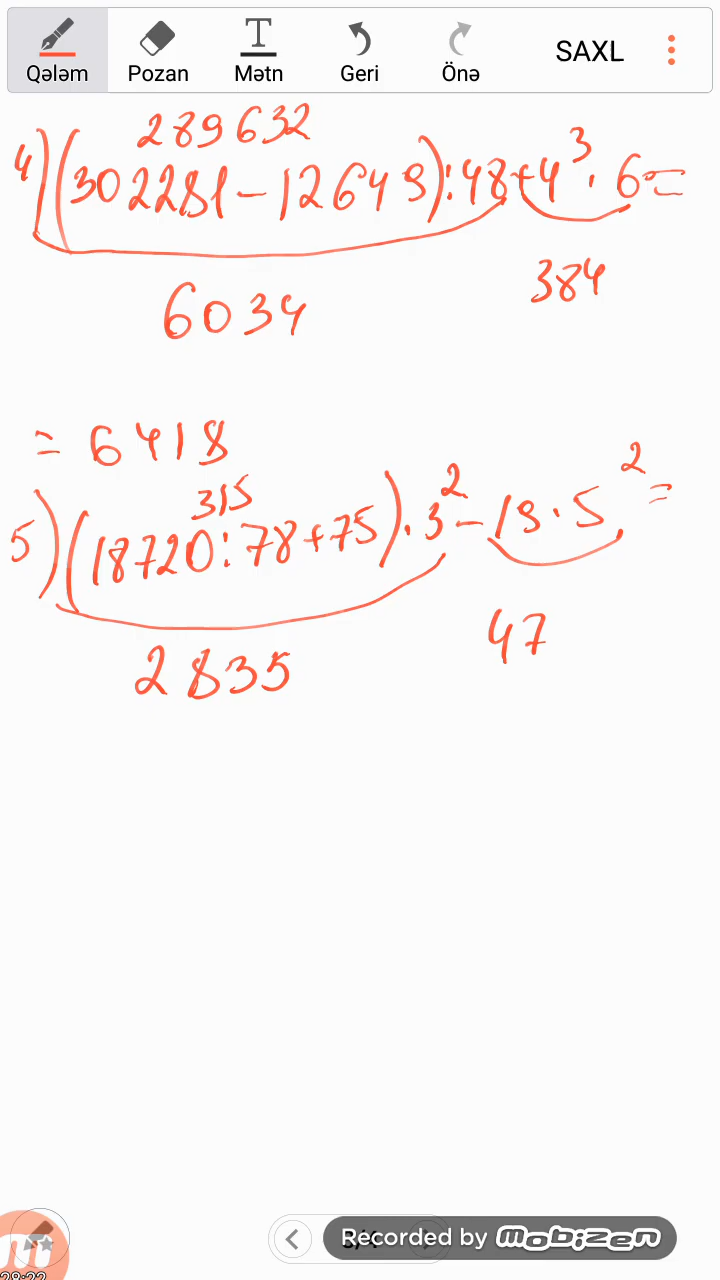 SAXL
Qələm Pozan Mətn Geri Önə
289632
4) (302281 - 12649) : 48 + 4³ · 6 =
384
6034
= 6418
315
5) (18720 : 78 + 75) · 3² - 19 · 5² =
47
2835
Recorded by mobizen